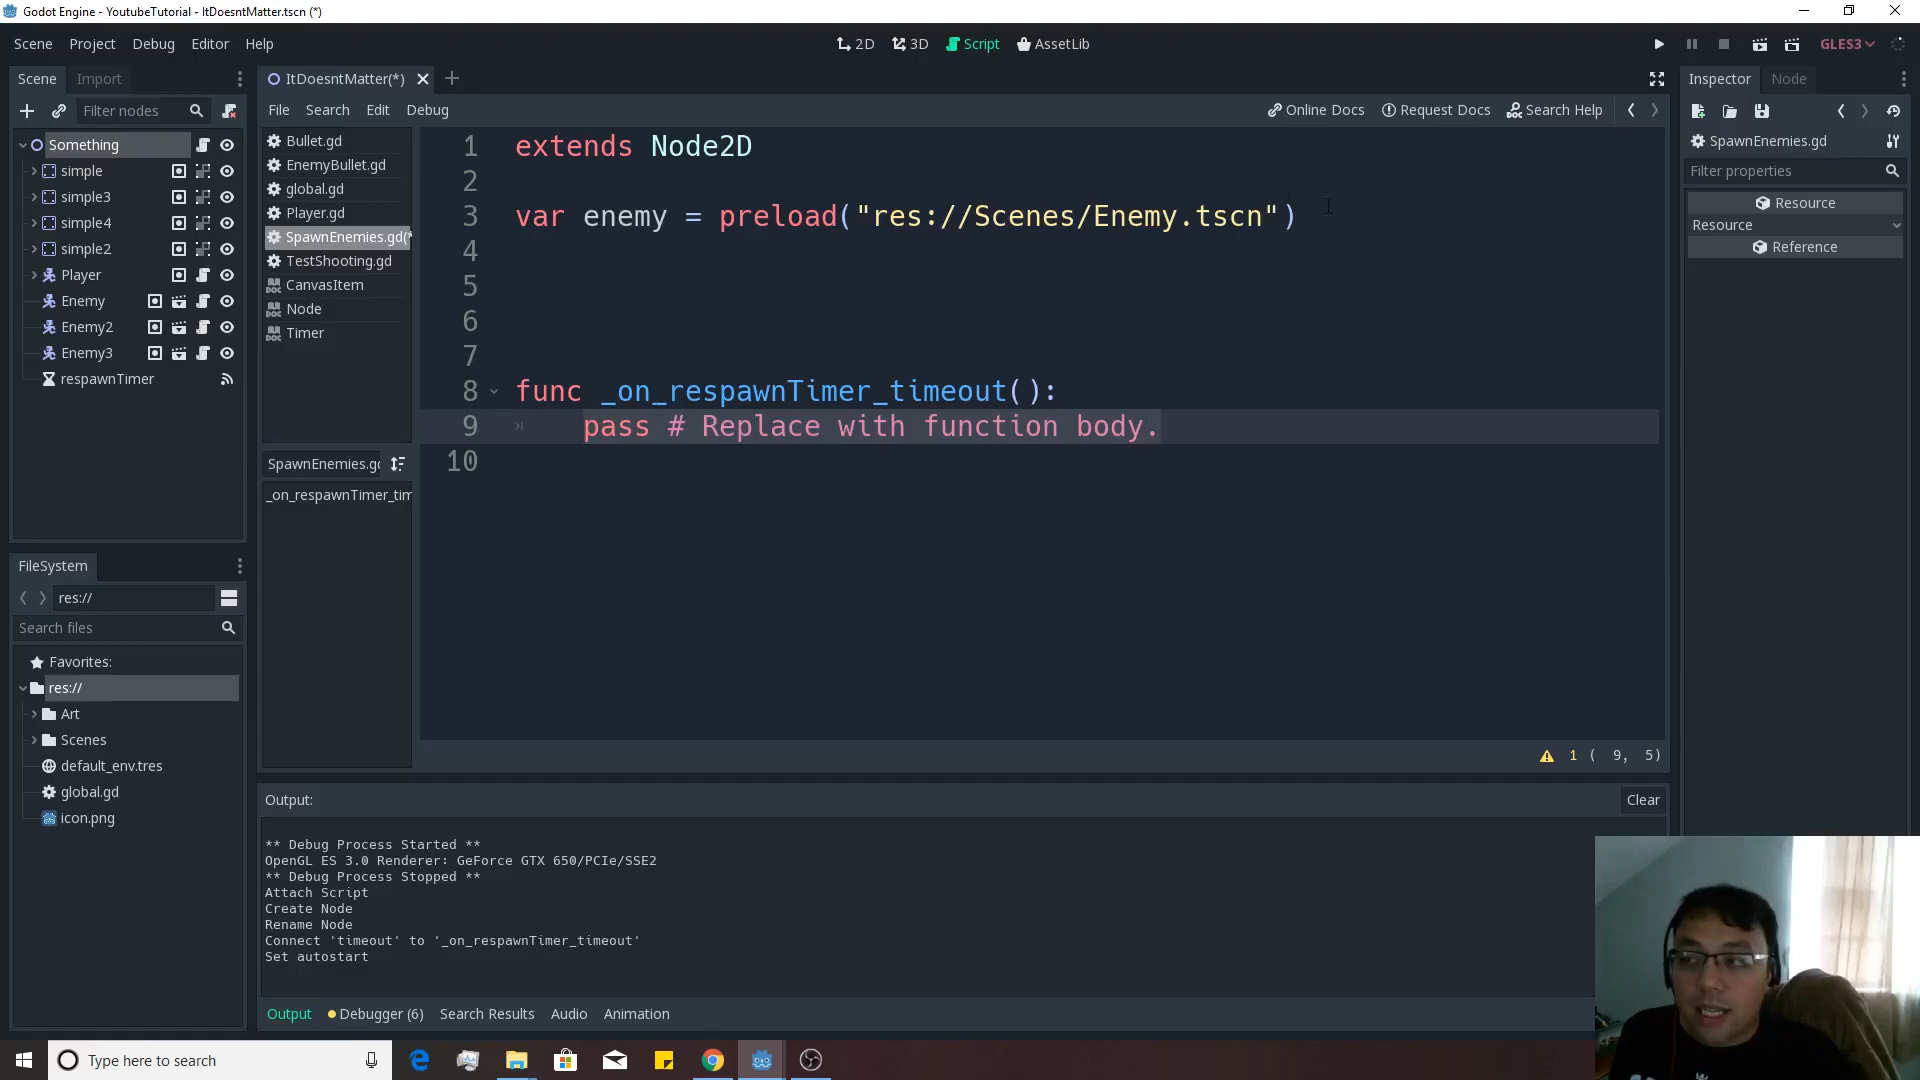 Godot Engine - YoutubeTutorial - ItDoesntMatter.tscn (*)
Scene Project Debug Editor Help
2D 3D Script AssetLib
GLES3
Scene Import
Filter nodes
Something
simple
simple3
simple4
simple2
Player
Enemy
Enemy2
Enemy3
respawnTimer
FileSystem
res://
Search files
Favorites:
res://
Art
Scenes
default_env.tres
global.gd
icon.png
ItDoesntMatter(*)
File Search Edit Debug
Online Docs Request Docs Search Help
Bullet.gd
EnemyBullet.gd
global.gd
Player.gd
SpawnEnemies.gd(*
TestShooting.gd
CanvasItem
Node
Timer
SpawnEnemies.gd
_on_respawnTimer_tim
1 extends Node2D
2
3 var enemy = preload("res://Scenes/Enemy.tscn")
4
5
6
7
8 func _on_respawnTimer_timeout():
9 pass # Replace with function body.
10
1 ( 9, 5)
Output:
Clear
** Debug Process Started **
OpenGL ES 3.0 Renderer: GeForce GTX 650/PCIe/SSE2
** Debug Process Stopped **
Attach Script
Create Node
Rename Node
Connect 'timeout' to '_on_respawnTimer_timeout'
Set autostart
Output Debugger (6) Search Results Audio Animation
Inspector Node
SpawnEnemies.gd
Filter properties
Resource
Resource
Reference
Type here to search